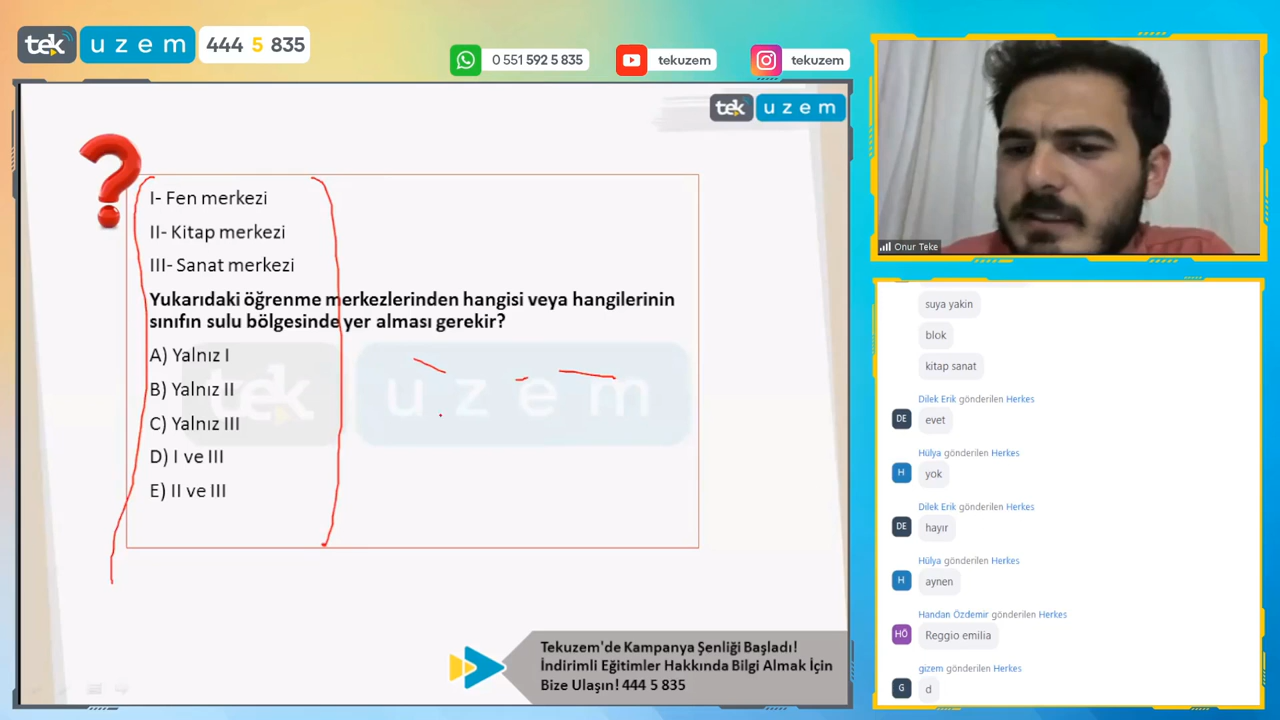 tek uzem 444 5 835
0 551 592 5 835
tekuzem
tekuzem
tek uzem
I- Fen merkezi
II- Kitap merkezi
III- Sanat merkezi
Yukarıdaki öğrenme merkezlerinden hangisi veya hangilerinin
sınıfın sulu bölgesinde yer alması gerekir?
A) Yalnız I
B) Yalnız II
C) Yalnız III
D) I ve III
E) II ve III
tek uzem
Tekuzem'de Kampanya Şenliği Başladı!
İndirimli Eğitimler Hakkında Bilgi Almak İçin
Bize Ulaşın! 444 5 835
Onur Teke
suya yakin
blok
kitap sanat
Dilek Erik gönderilen Herkes
DE
evet
Hülya gönderilen Herkes
H
yok
Dilek Erik gönderilen Herkes
DE
hayır
Hülya gönderilen Herkes
H
aynen
Handan Özdemir gönderilen Herkes
HÖ
Reggio emilia
gizem gönderilen Herkes
G
d